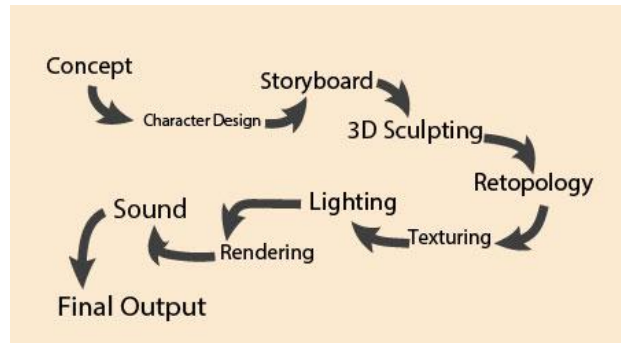 Concept
Character Design
Storyboard
3D Sculpting
Retopology
Texturing
Lighting
Rendering
Sound
Final Output